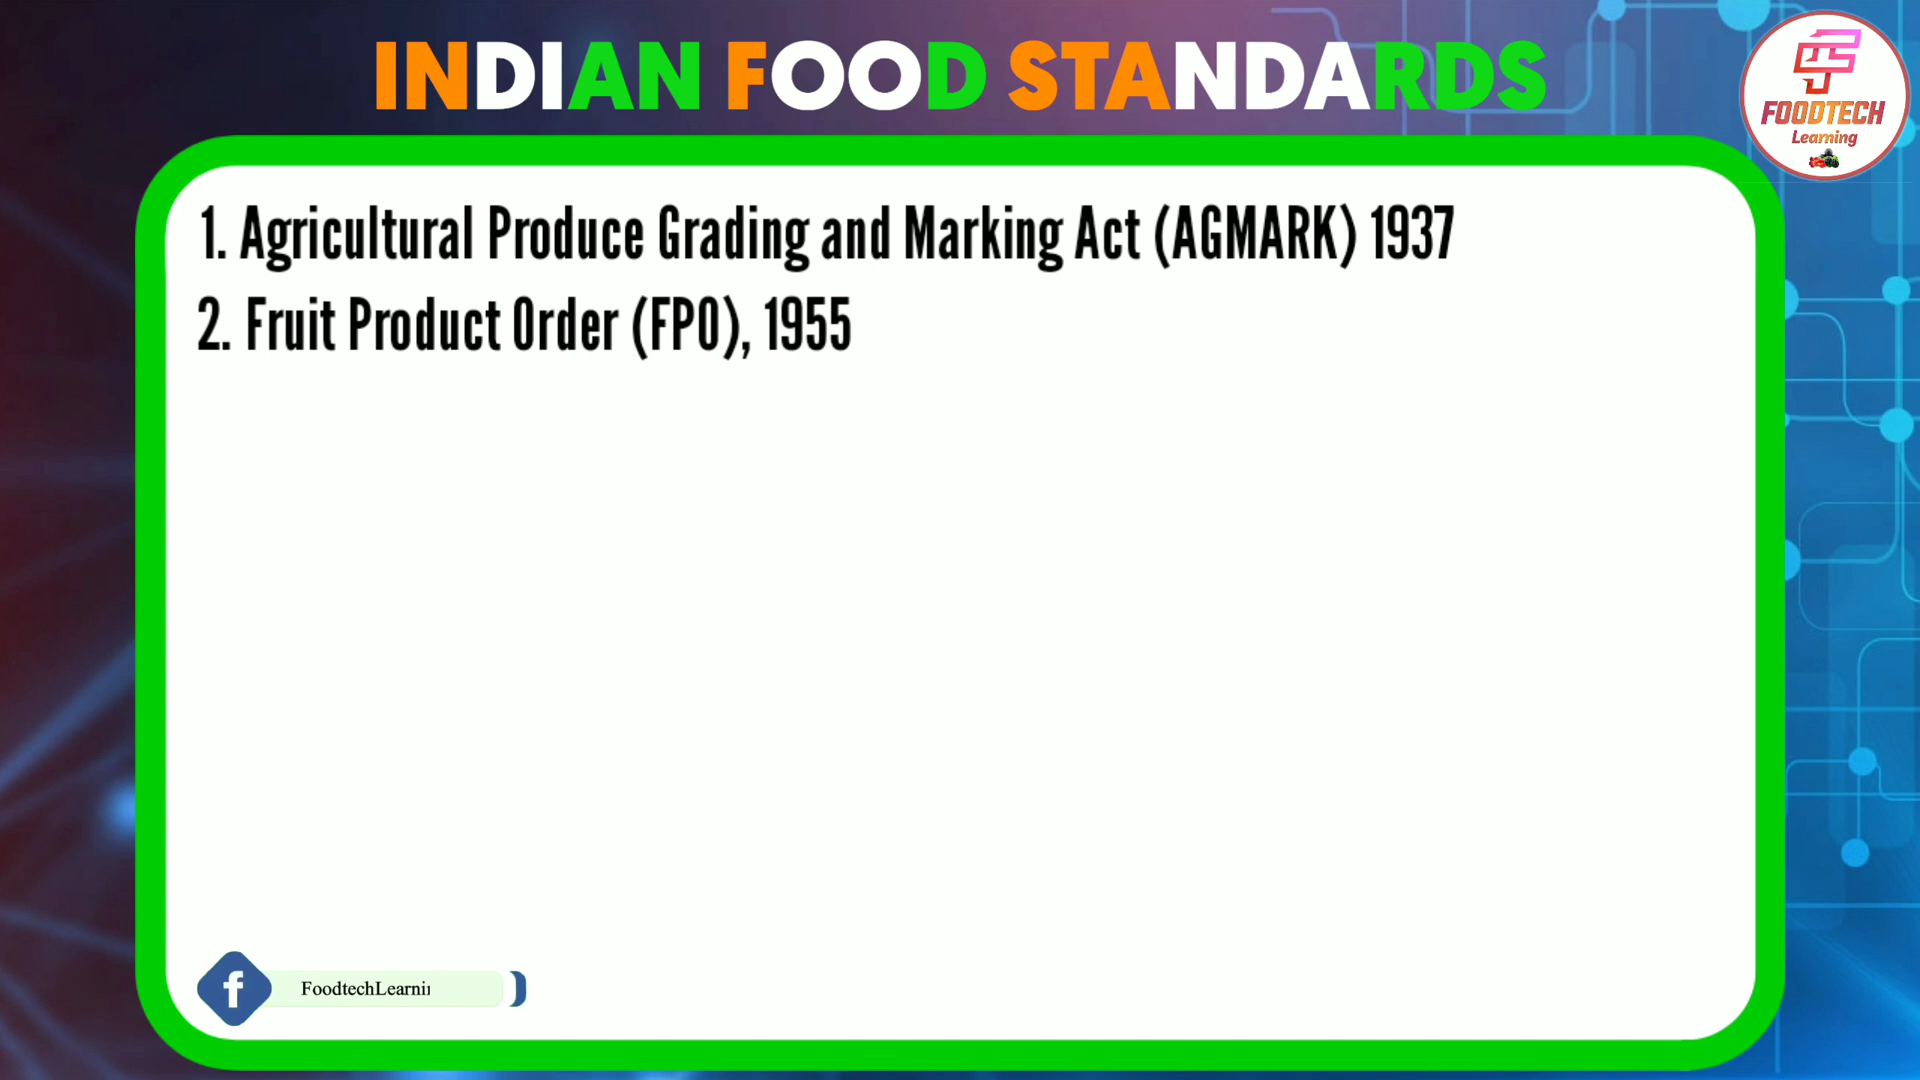 INDIAN FOOD STANDARDS
FOODTECH
Learning
1. Agricultural Produce Grading and Marking Act (AGMARK) 1937
2. Fruit Product Order (FPO), 1955
f
FoodtechLearni